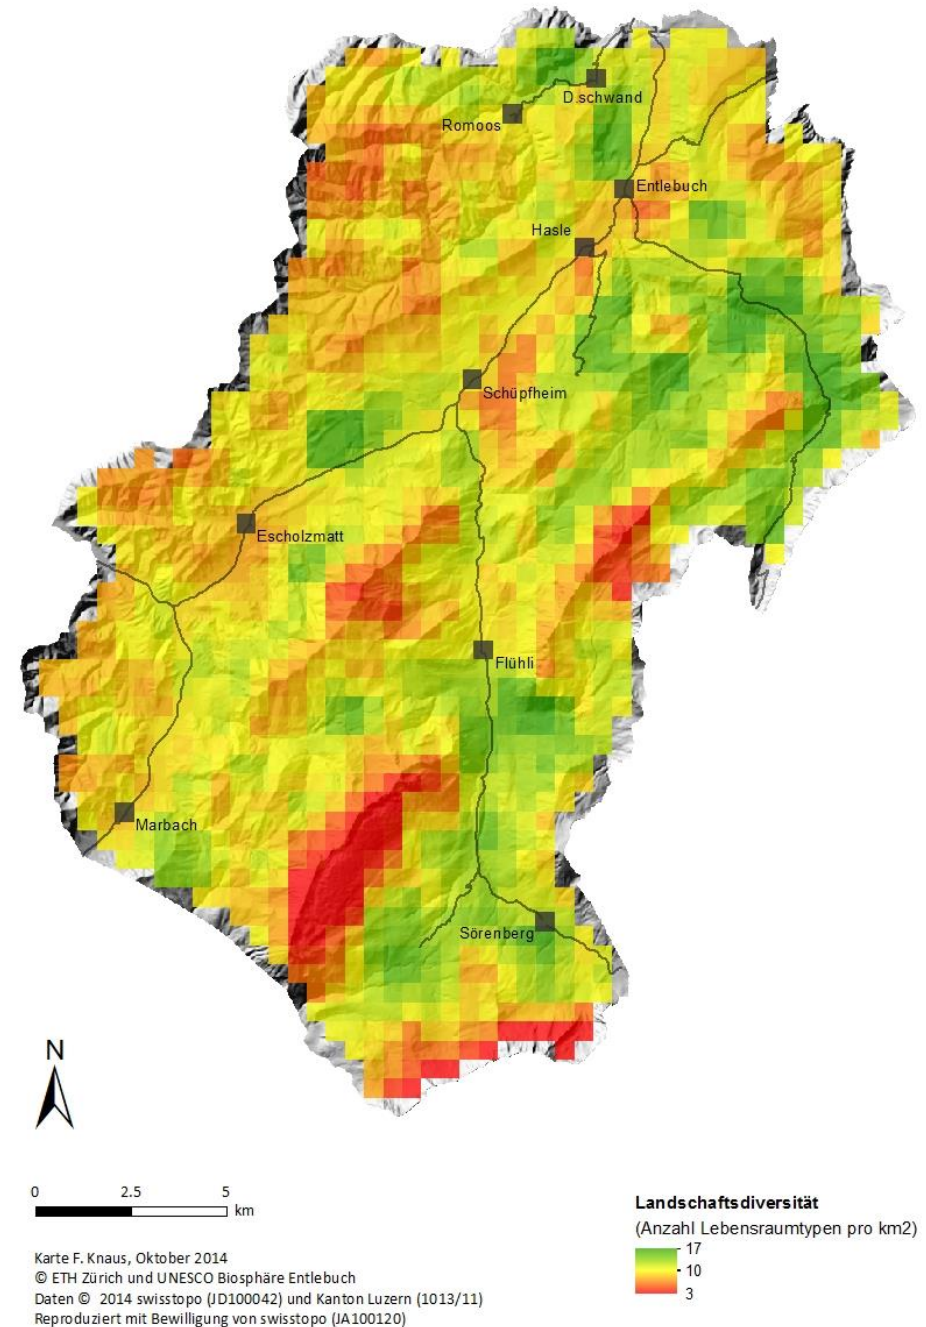 D.schwand
Romoos
Entlebuch
Hasle
Schüpfheim
Escholzmatt
Flühli
Marbach
Sörenberg
N
0 2.5 5
km
Landschaftsdiversität
(Anzahl Lebensraumtypen pro km2)
17
10
3
Karte F. Knaus, Oktober 2014
© ETH Zürich und UNESCO Biosphäre Entlebuch
Daten © 2014 swisstopo (JD100042) und Kanton Luzern (1013/11)
Reproduziert mit Bewilligung von swisstopo (JA100120)